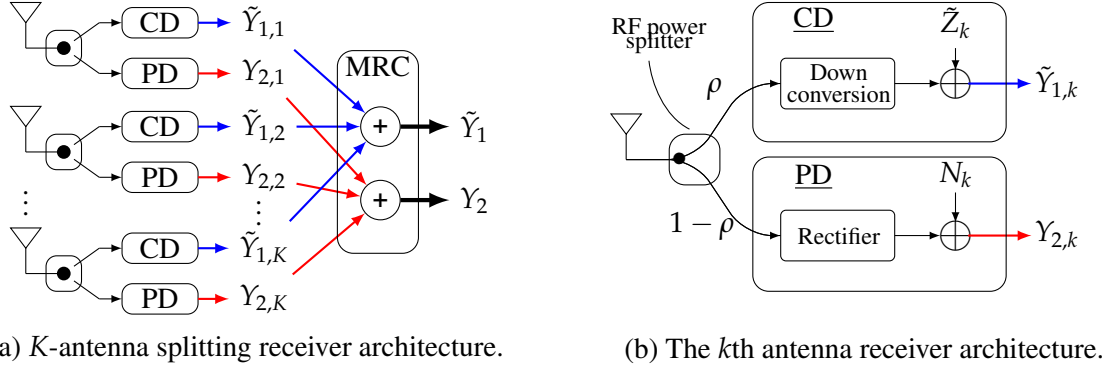 CD
Ỹ₁,₁
PD
Y₂,₁
CD
Ỹ₁,₂
PD
Y₂,₂
⋮
⋮
CD
Ỹ₁,K
PD
Y₂,K
MRC
+
Ỹ₁
+
Y₂
a) K-antenna splitting receiver architecture.
RF power
splitter
ρ
1 − ρ
CD
Down
conversion
Z̃k
Ỹ₁,k
PD
Rectifier
Nk
Y₂,k
(b) The kth antenna receiver architecture.